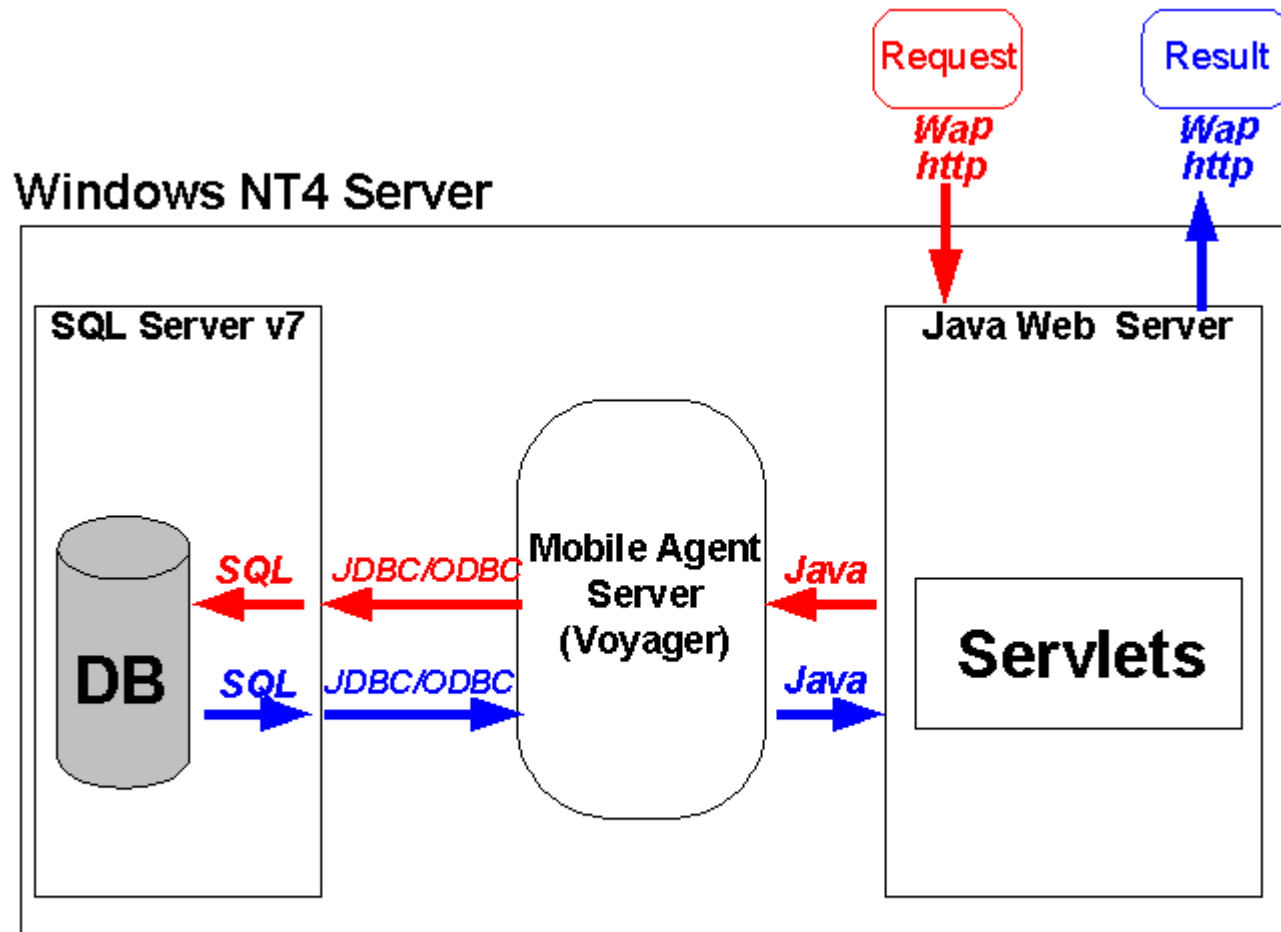 Request
Result
Wap
http
Wap
http
Windows NT4 Server
SQL Server v7
Java Web Server
Mobile Agent
Server
(Voyager)
SQL
JDBC/ODBC
Java
Servlets
DB
SQL
JDBC/ODBC
Java